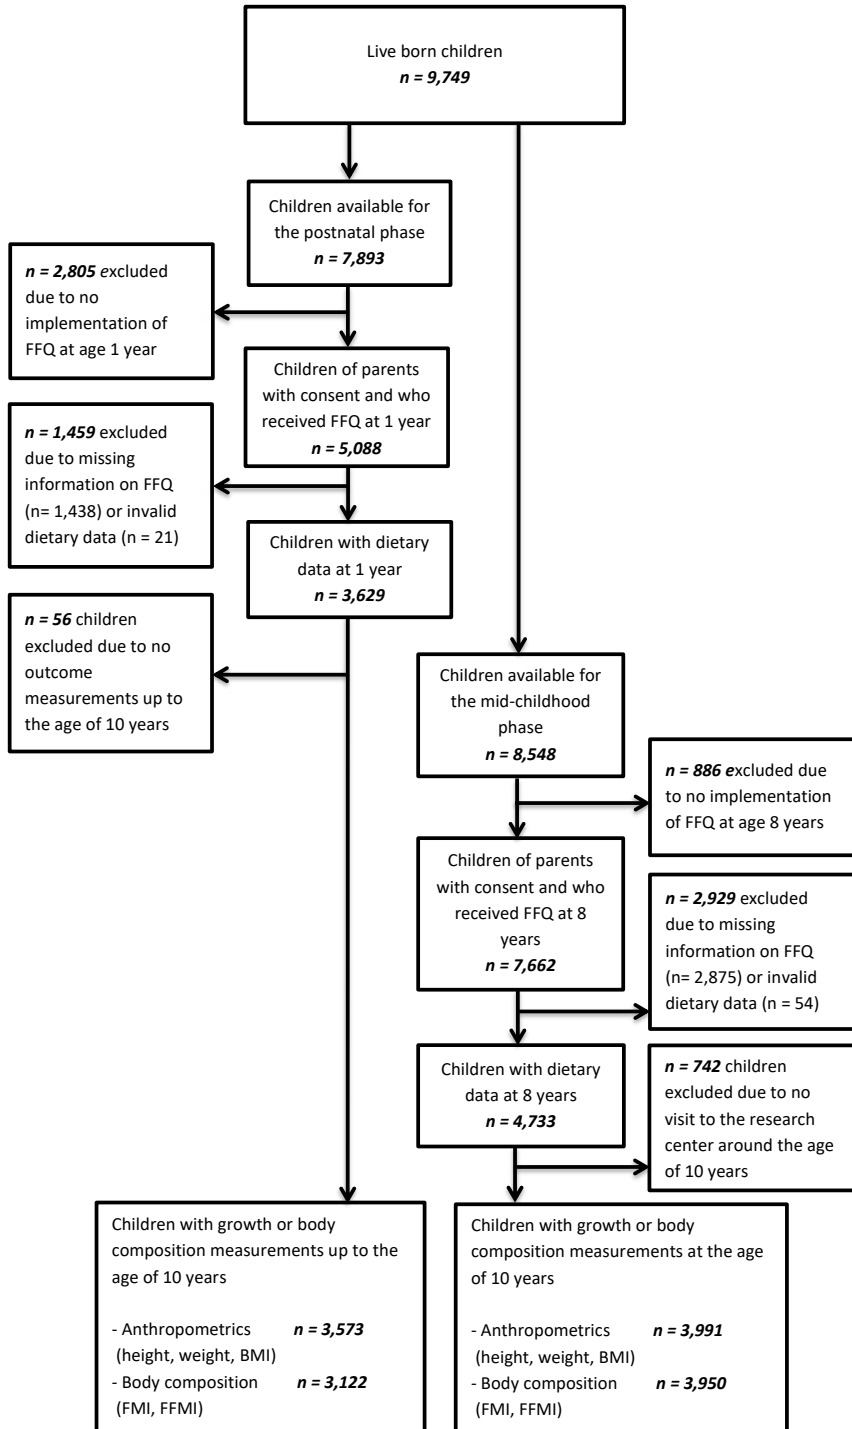 Live born children
n = 9,749
Children available for
the postnatal phase
n = 7,893
n = 2,805 excluded
due to no
implementation of
FFQ at age 1 year
Children of parents
with consent and who
received FFQ at 1 year
n = 5,088
n = 1,459 excluded
due to missing
information on FFQ
(n= 1,438) or invalid
dietary data (n = 21)
Children with dietary
data at 1 year
n = 3,629
n = 56 children
excluded due to no
outcome
measurements up to
the age of 10 years
Children available for
the mid-childhood
phase
n = 8,548
n = 886 excluded due
to no implementation
of FFQ at age 8 years
Children of parents
with consent and who
received FFQ at 8
years
n = 7,662
n = 2,929 excluded
due to missing
information on FFQ
(n= 2,875) or invalid
dietary data (n = 54)
Children with dietary
data at 8 years
n = 4,733
n = 742 children
excluded due to no
visit to the research
center around the age
of 10 years
Children with growth or body
composition measurements up to the
age of 10 years
- Anthropometrics n = 3,573
(height, weight, BMI)
- Body composition n = 3,122
(FMI, FFMI)
Children with growth or body
composition measurements at the age
of 10 years
- Anthropometrics n = 3,991
(height, weight, BMI)
- Body composition n = 3,950
(FMI, FFMI)